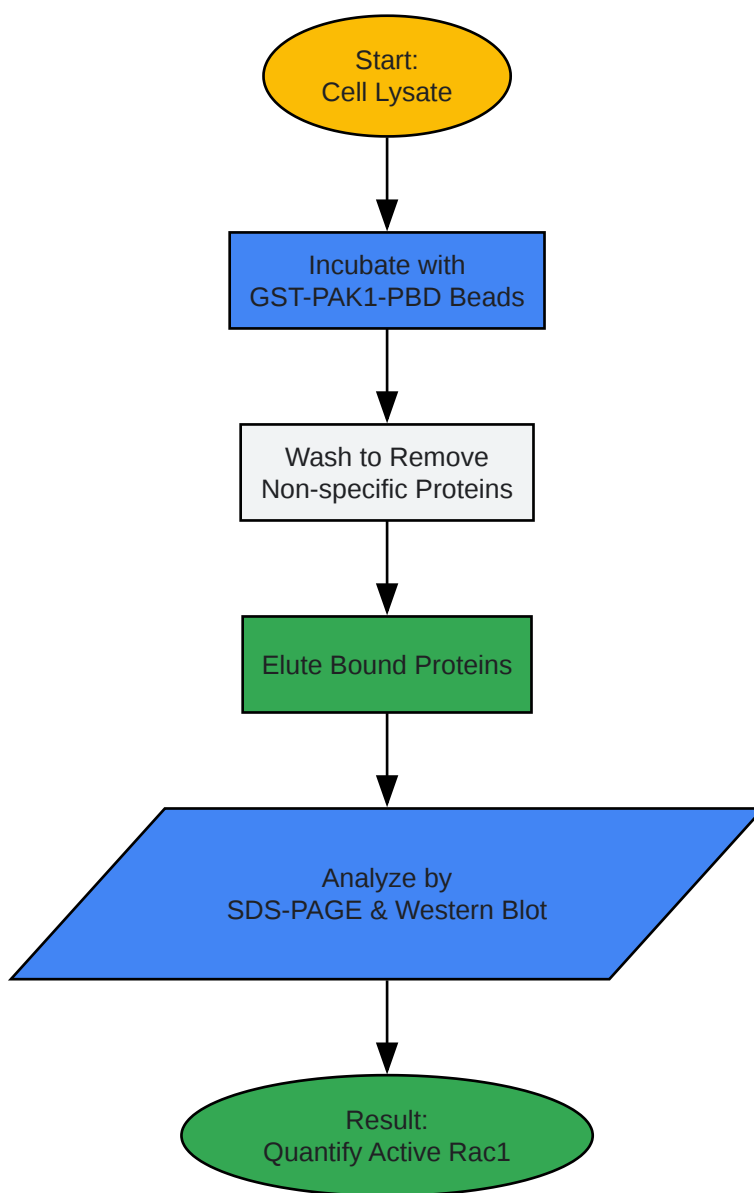 Start:
Cell Lysate
Incubate with
GST-PAK1-PBD Beads
Wash to Remove
Non-specific Proteins
Elute Bound Proteins
Analyze by
SDS-PAGE & Western Blot
Result:
Quantify Active Rac1